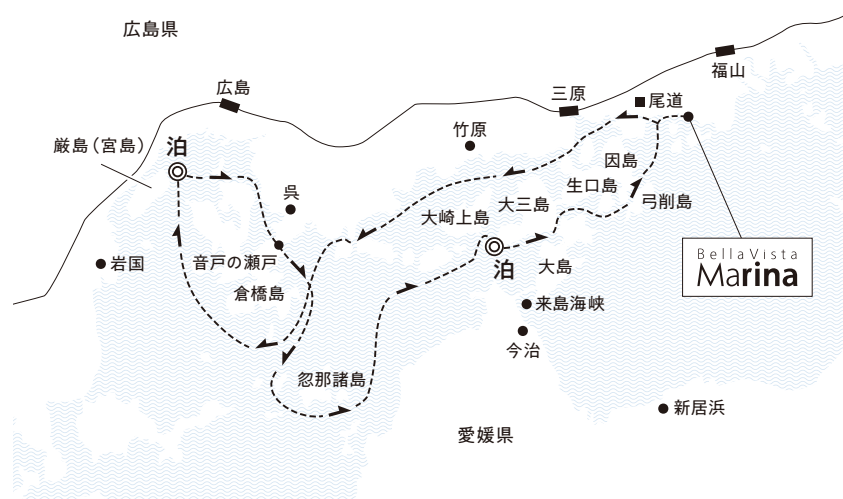 広島県
福山
広島
三原
尾道
竹原
厳島(宮島)
泊
因島
生口島
呉
弓削島
大三島
大崎上島
BellaVista
Marina
音戸の瀬戸
岩国
泊
大島
倉橋島
来島海峡
今治
忽那諸島
新居浜
愛媛県